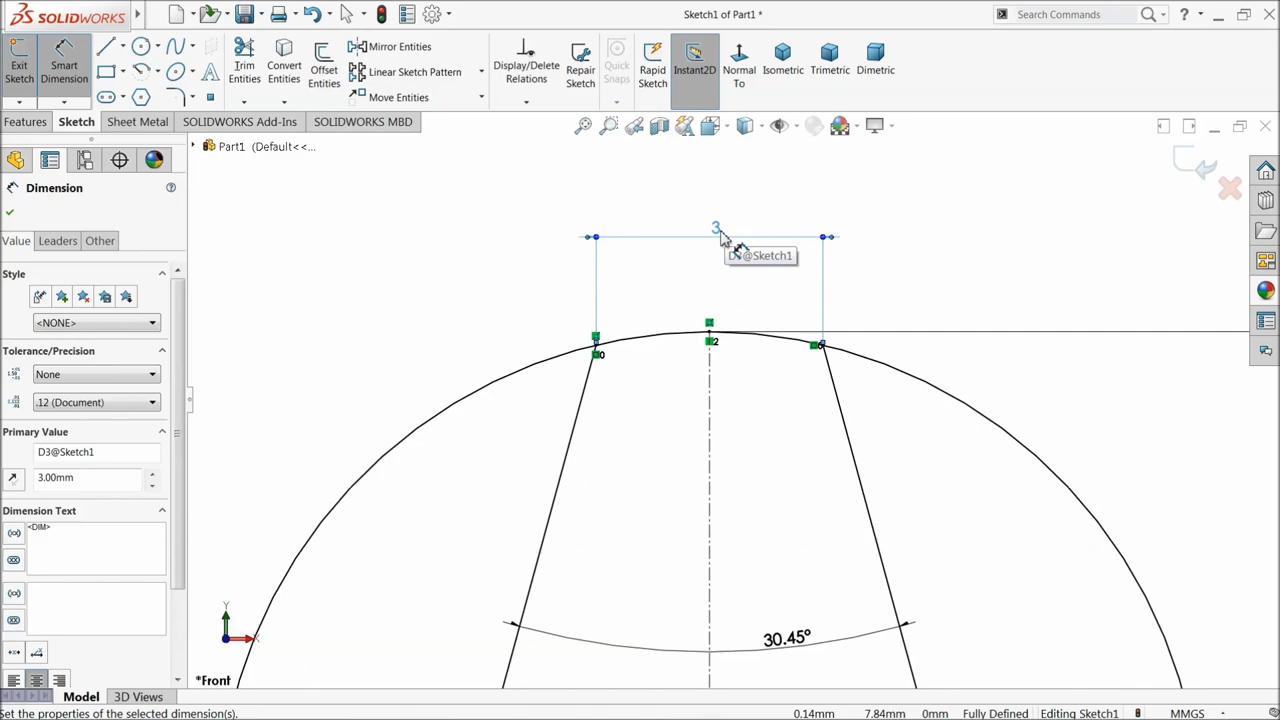 SOLIDWORKS
Sketch1 of Part1 *
Search Commands
?
Exit Sketch
Smart Dimension
Trim Entities
Convert Entities
Offset Entities
Mirror Entities
Linear Sketch Pattern
Move Entities
Display/Delete Relations
Repair Sketch
Quick Snaps
Rapid Sketch
Instant2D
Normal To
Isometric
Trimetric
Dimetric
Features
Sketch
Sheet Metal
SOLIDWORKS Add-Ins
SOLIDWORKS MBD
Part1 (Default<<...
Dimension
Value
Leaders
Other
Style
<NONE>
Tolerance/Precision
None
.12 (Document)
Primary Value
D3@Sketch1
3.00mm
Dimension Text
<DIM>
3
D3@Sketch1
0
2
6
30.45°
Y
X
*Front
Model
3D Views
Set the properties of the selected dimension(s).
0.14mm
7.84mm
0mm
Fully Defined
Editing Sketch1
MMGS